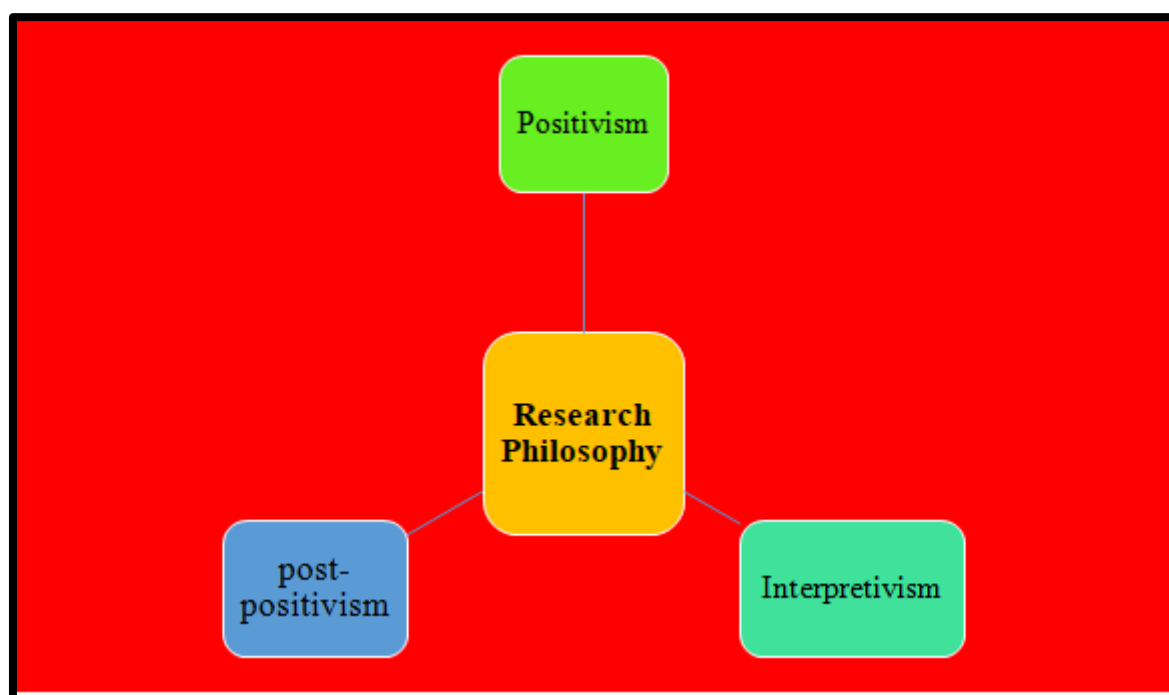 Positivism
Research
Philosophy
post-
positivism
Interpretivism